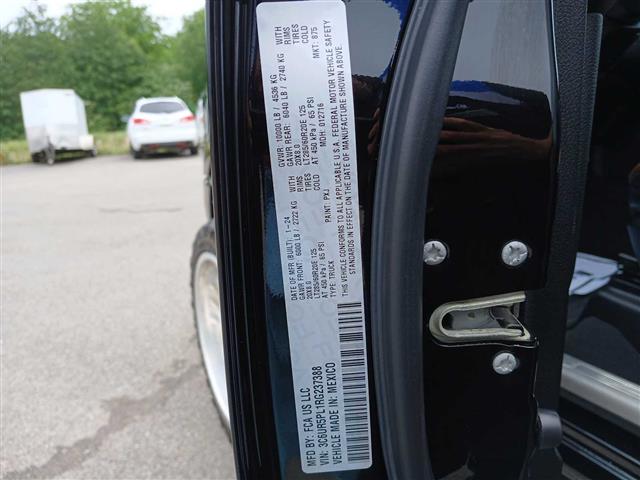 MFD BY: FCA US LLC
DATE OF MFR (BUILT): 1-24
GVWR: 10000 LB / 4536 KG
GAWR FRONT: 6000 LB / 2722 KG
WITH
GAWR REAR: 6040 LB / 2740 KG
WITH
20X8.0
RIMS
20X8.0
RIMS
LT285/60R20E 125
TIRES
LT285/60R20E 125
TIRES
AT 450 kPa / 65 PSI
COLD
AT 450 kPa / 65 PSI
COLD
TYPE: TRUCK
PAINT: PXJ
MDH: 012716
MKT: 875
THIS VEHICLE CONFORMS TO ALL APPLICABLE U.S.A. FEDERAL MOTOR VEHICLE SAFETY
STANDARDS IN EFFECT ON THE DATE OF MANUFACTURE SHOWN ABOVE.
VIN: 3C6UR5PL1RG237388
VEHICLE MADE IN: MEXICO